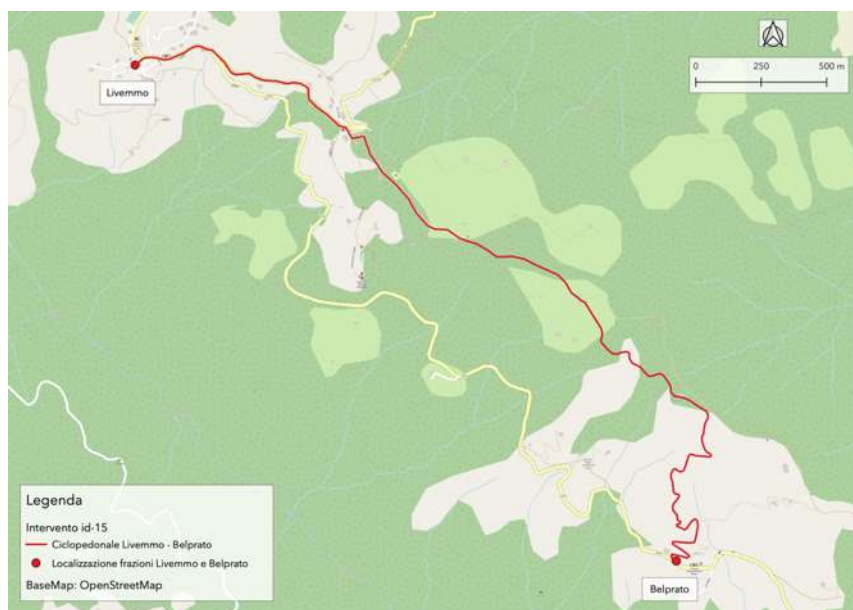 Livemmo
0 250 500 m
Legenda
Intervento id-15
Ciclopedonale Livemmo - Belprato
Localizzazione frazioni Livemmo e Belprato
BaseMap: OpenStreetMap
Belprato